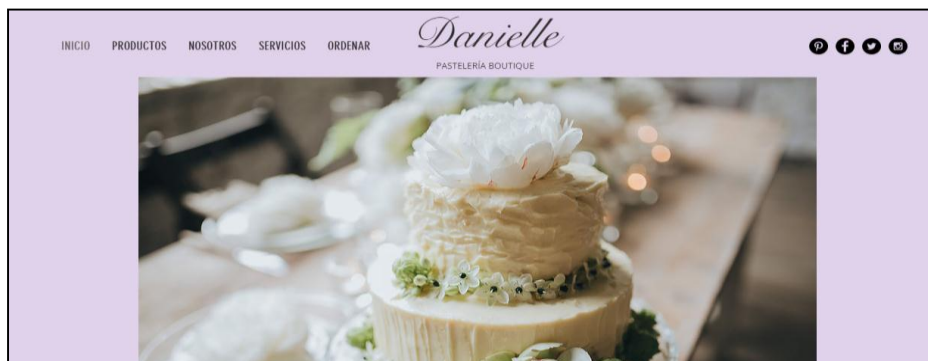 INICIO PRODUCTOS NOSOTROS SERVICIOS ORDENAR
Danielle
PASTELERÍA BOUTIQUE